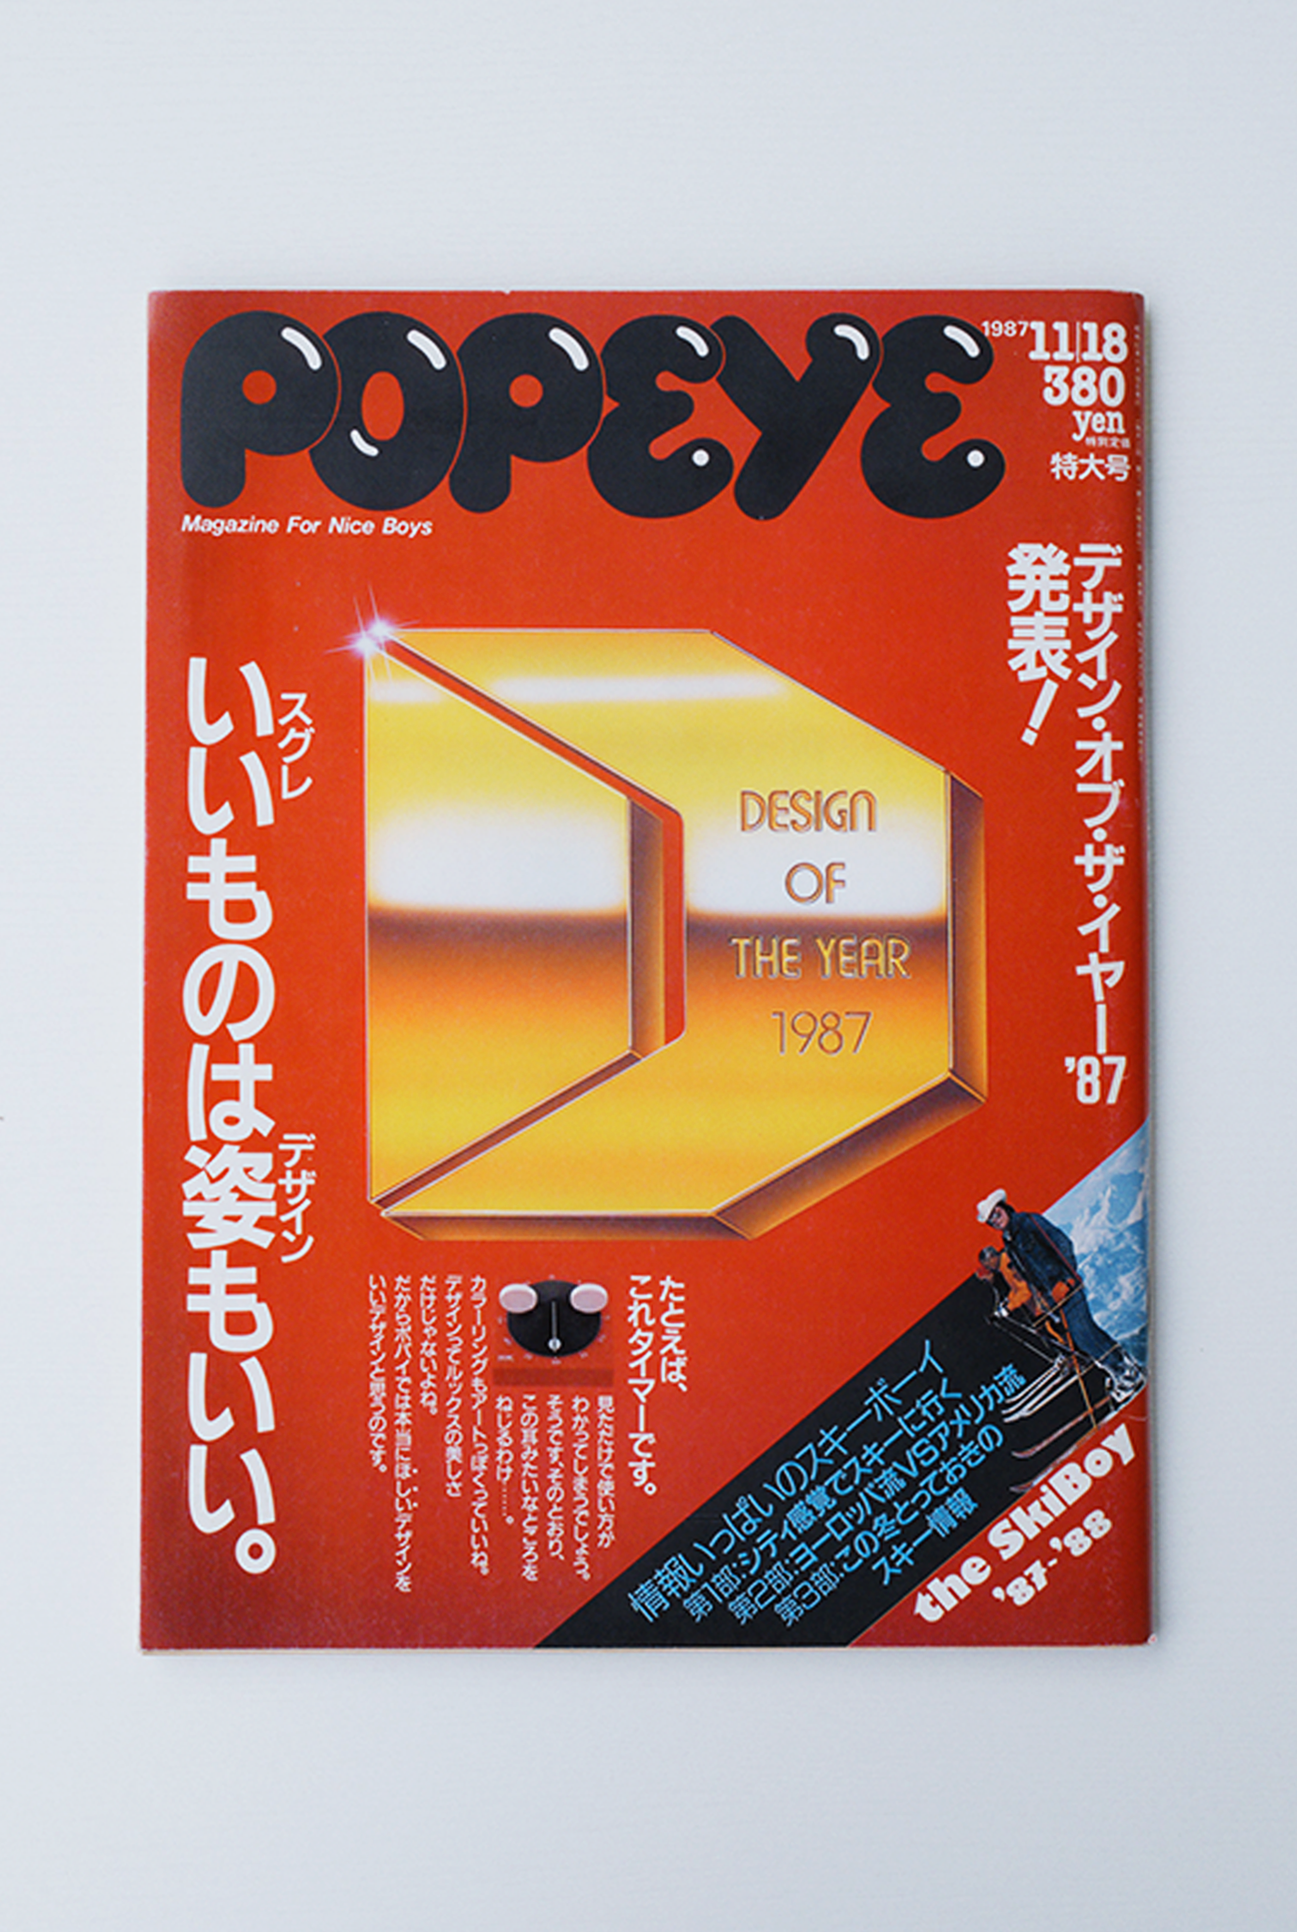 POPEYE
Magazine For Nice Boys
1987 11|18
380
yen
特別定価
特大号
デザイン・オブ・ザ・イヤー'87
発表！
スグレ
いいものは姿もいい。
デザイン
DESIGN
OF
THE YEAR
1987
たとえば、
これタイマーです。
見ただけで使い方が
わかってしまうでしょう。
そうです、そのとおり、
この耳みたいなところを
ねじるわけ……。
カラーリングもアートっぽくっていいね。
デザインってルックスの美しさ
だけじゃないよね。
だからポパイでは本当にほしいデザインを
いいデザインと思うのです。
情報いっぱいのスキーボーイ
第1部:シティ感覚でスキーに行く
第2部:ヨーロッパ流VSアメリカ流
第3部:この冬とっておきの
スキー情報
the SkiBoy
'87-'88